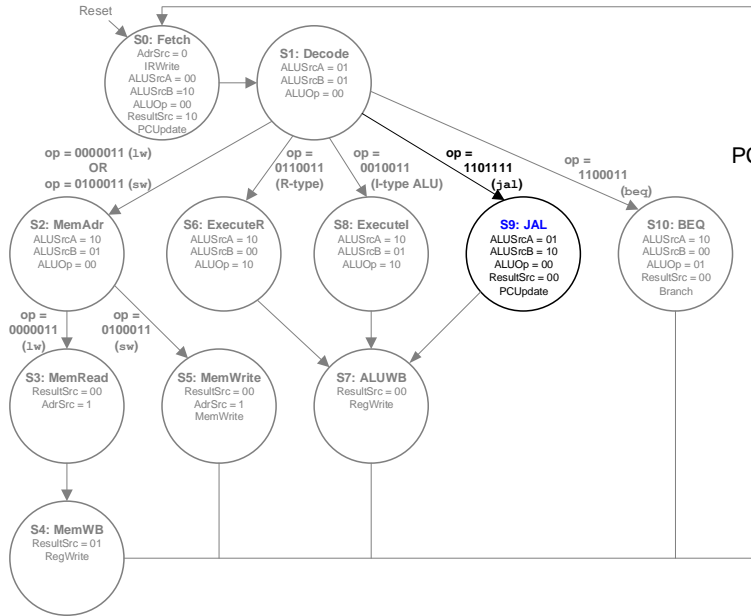 Reset
S0: Fetch
AdrSrc = 0
IRWrite
ALUSrcA = 00
ALUSrcB =10
ALUOp = 00
ResultSrc = 10
PCUpdate
S1: Decode
ALUSrcA = 01
ALUSrcB = 01
ALUOp = 00
op = 0000011 (lw)
OR
op = 0100011 (sw)
op =
0110011
(R-type)
op =
0010011
(I-type ALU)
op =
1101111
(jal)
op =
1100011
(beq)
PC
S2: MemAdr
ALUSrcA = 10
ALUSrcB = 01
ALUOp = 00
S6: ExecuteR
ALUSrcA = 10
ALUSrcB = 00
ALUOp = 10
S8: ExecuteI
ALUSrcA = 10
ALUSrcB = 01
ALUOp = 10
S9: JAL
ALUSrcA = 01
ALUSrcB = 10
ALUOp = 00
ResultSrc = 00
PCUpdate
S10: BEQ
ALUSrcA = 10
ALUSrcB = 00
ALUOp = 01
ResultSrc = 00
Branch
op =
0000011
(lw)
op =
0100011
(sw)
S3: MemRead
ResultSrc = 00
AdrSrc = 1
S5: MemWrite
ResultSrc = 00
AdrSrc = 1
MemWrite
S7: ALUWB
ResultSrc = 00
RegWrite
S4: MemWB
ResultSrc = 01
RegWrite